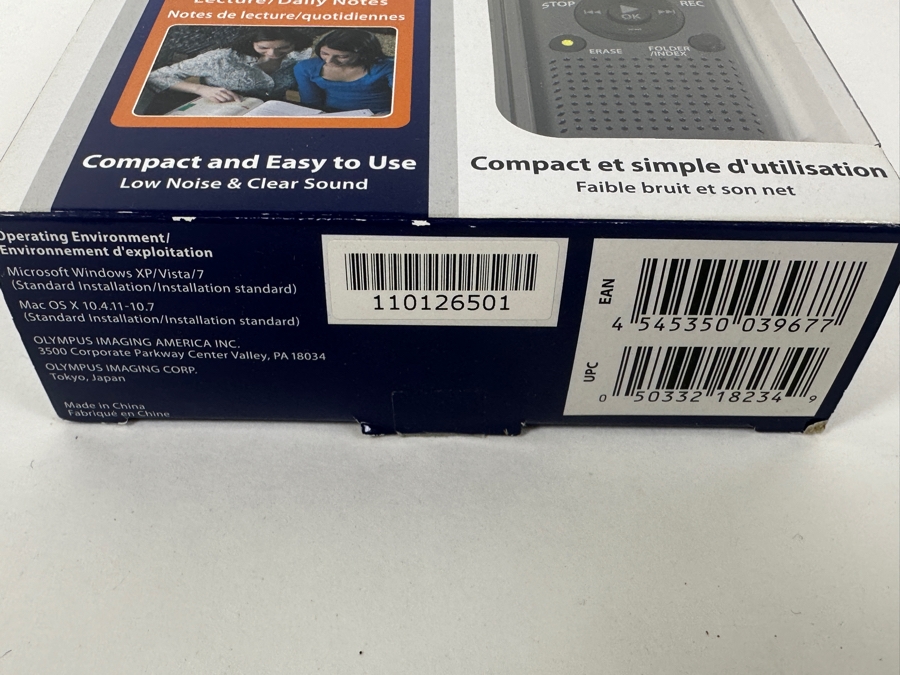 Lecture/Daily Notes
Notes de lecture/quotidiennes
Compact and Easy to Use
Low Noise & Clear Sound
STOP
OK
REC
ERASE
FOLDER
/INDEX
Compact et simple d'utilisation
Faible bruit et son net
Operating Environment/
Environnement d'exploitation
Microsoft Windows XP/Vista/7
(Standard Installation/Installation standard)
Mac OS X 10.4.11-10.7
(Standard Installation/Installation standard)
OLYMPUS IMAGING AMERICA INC.
3500 Corporate Parkway Center Valley, PA 18034
OLYMPUS IMAGING CORP.
Tokyo, Japan
Made in China
Fabriqué en Chine
110126501
EAN
4 545350 039677
UPC
0 50332 18234 9